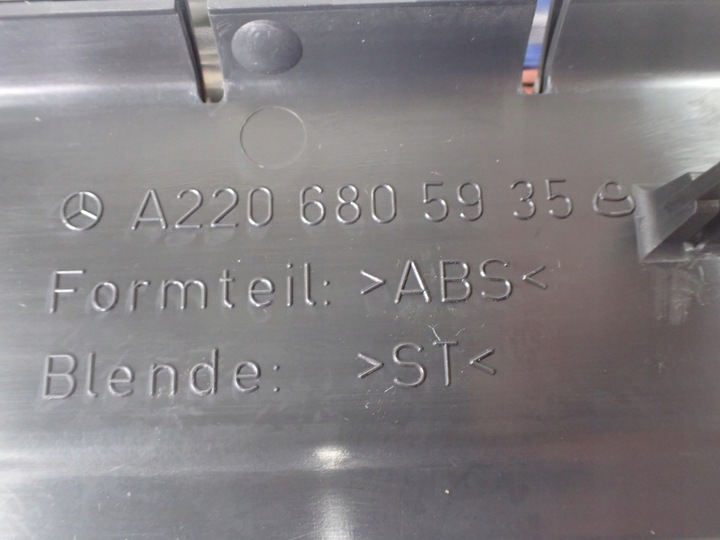 A220 680 59 35
Formteil: >ABS<
Blende: >ST<